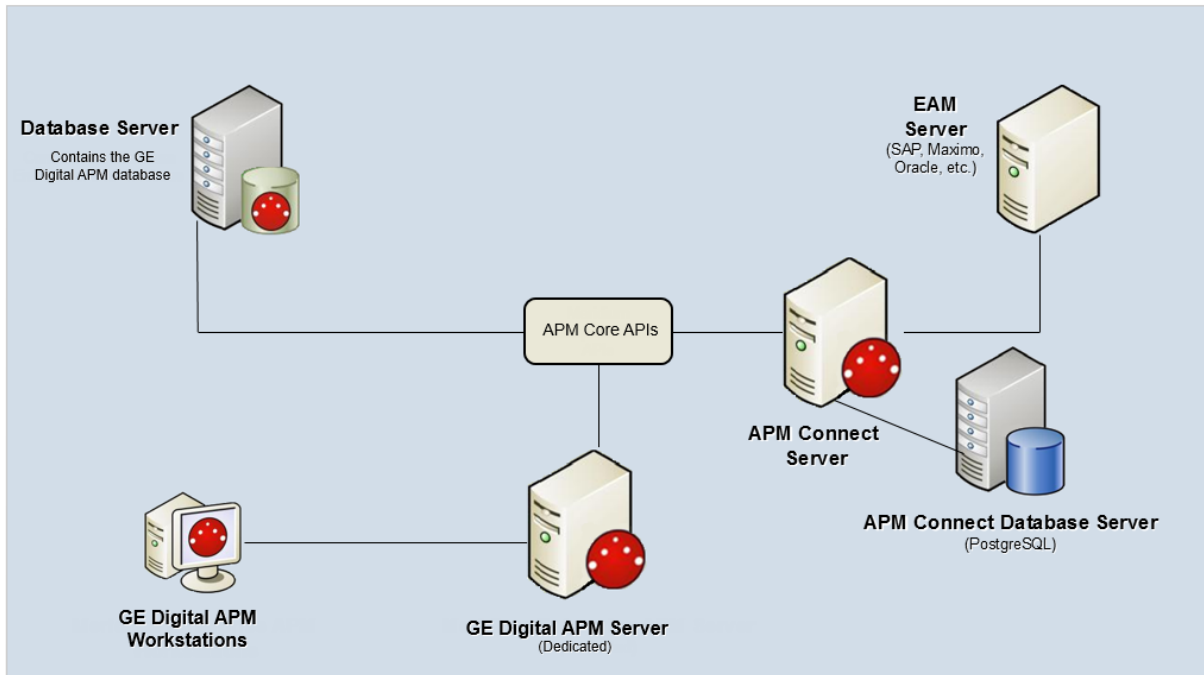 Database Server
Contains the GE
Digital APM database
EAM
Server
(SAP, Maximo,
Oracle, etc.)
APM Core APIs
APM Connect
Server
APM Connect Database Server
(PostgreSQL)
GE Digital APM
Workstations
GE Digital APM Server
(Dedicated)